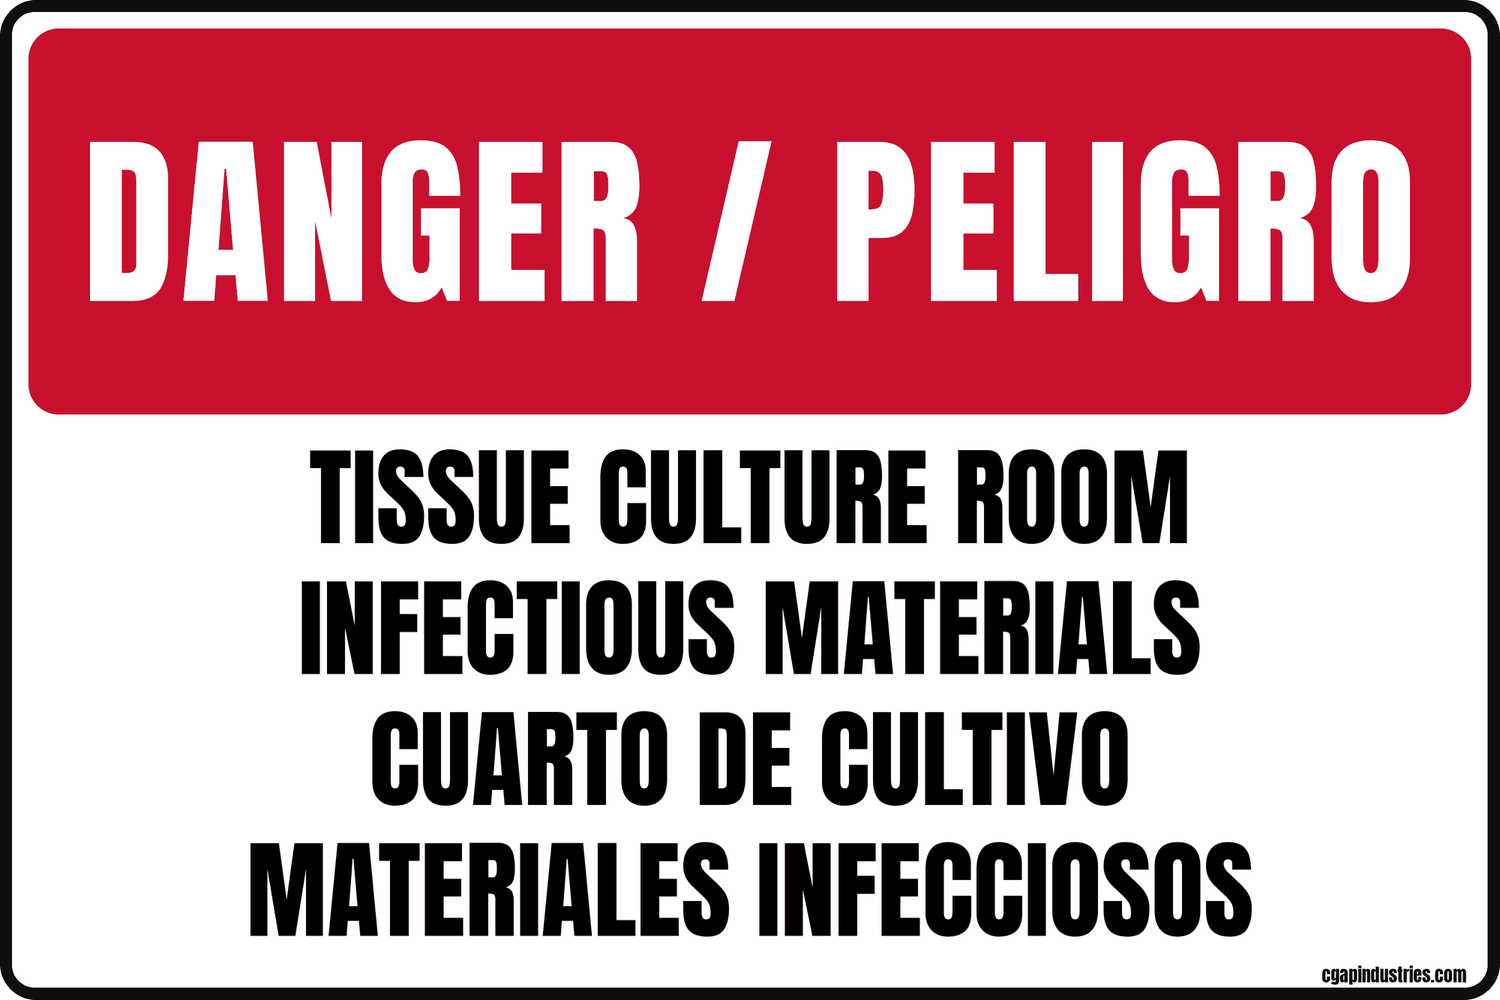 DANGER / PELIGRO
TISSUE CULTURE ROOM
INFECTIOUS MATERIALS
CUARTO DE CULTIVO
MATERIALES INFECCIOSOS
cgapindustries.com